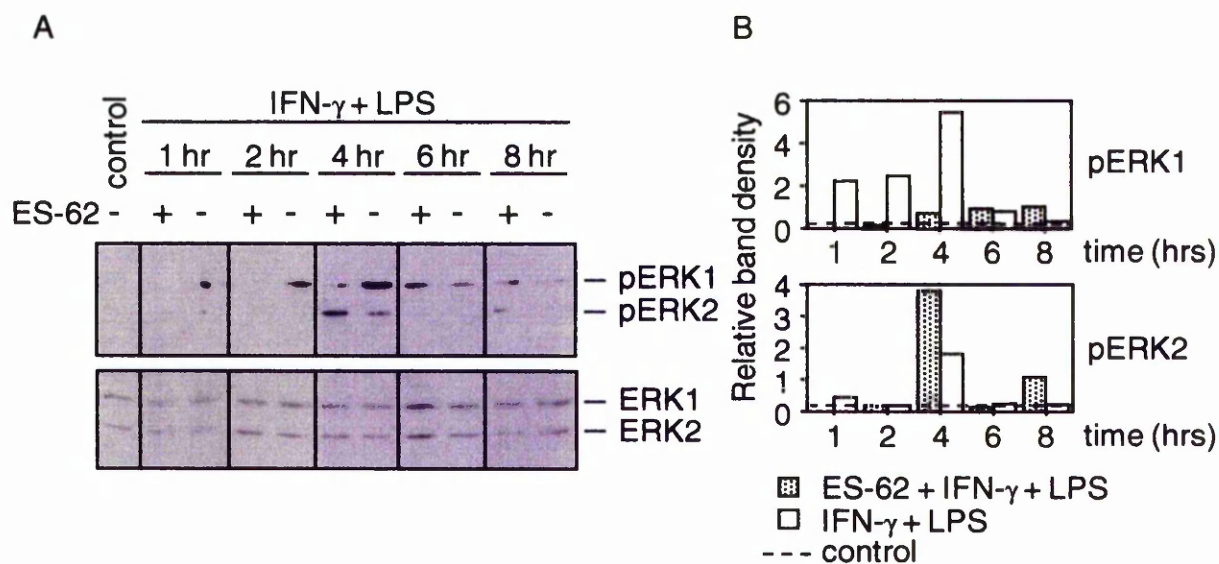 A
IFN-γ + LPS
control
1 hr 2 hr 4 hr 6 hr 8 hr
ES-62 - + - + - + - + - + -
pERK1
pERK2
ERK1
ERK2
B
Relative band density
6
4
2
0
1 2 4 6 8 time (hrs)
pERK1
4
3
2
1
0
1 2 4 6 8 time (hrs)
pERK2
ES-62 + IFN-γ + LPS
IFN-γ + LPS
control